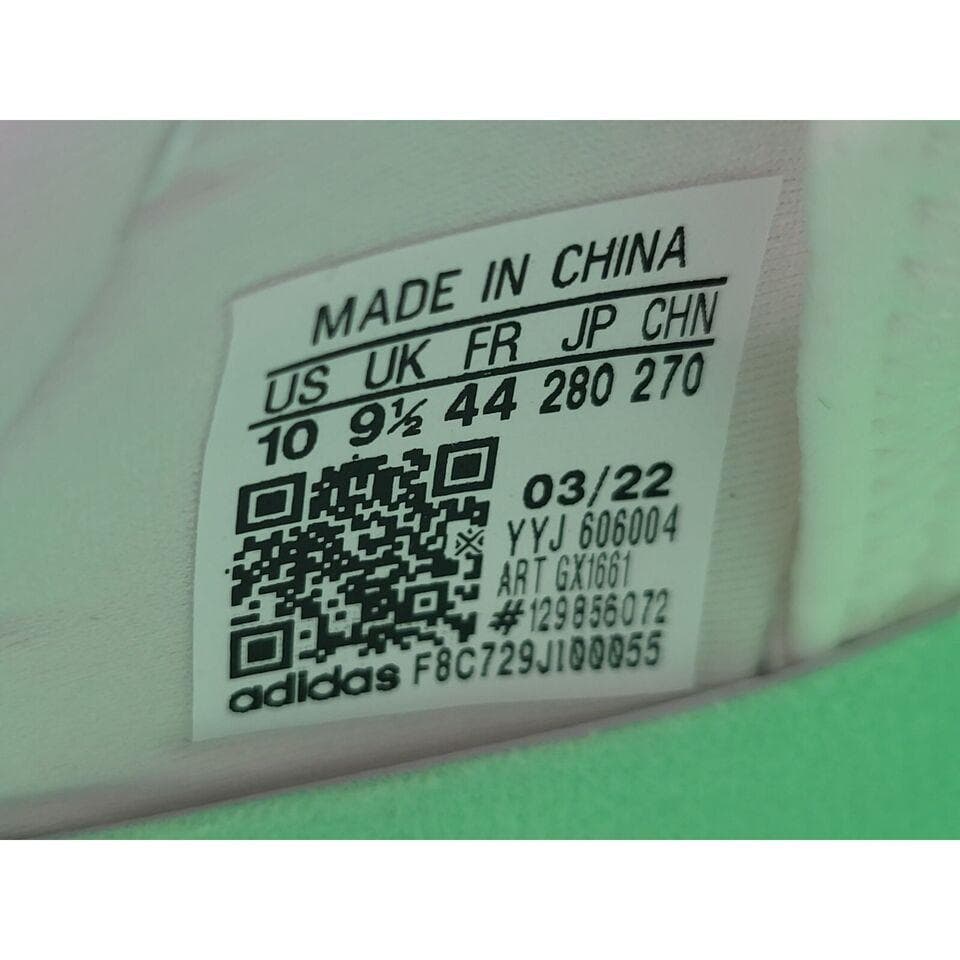 MADE IN CHINA
US UK FR JP CHN
10 9½ 44 280 270
03/22
YYJ 606004
ART GX1661
#129856072
adidas F8C729J100055